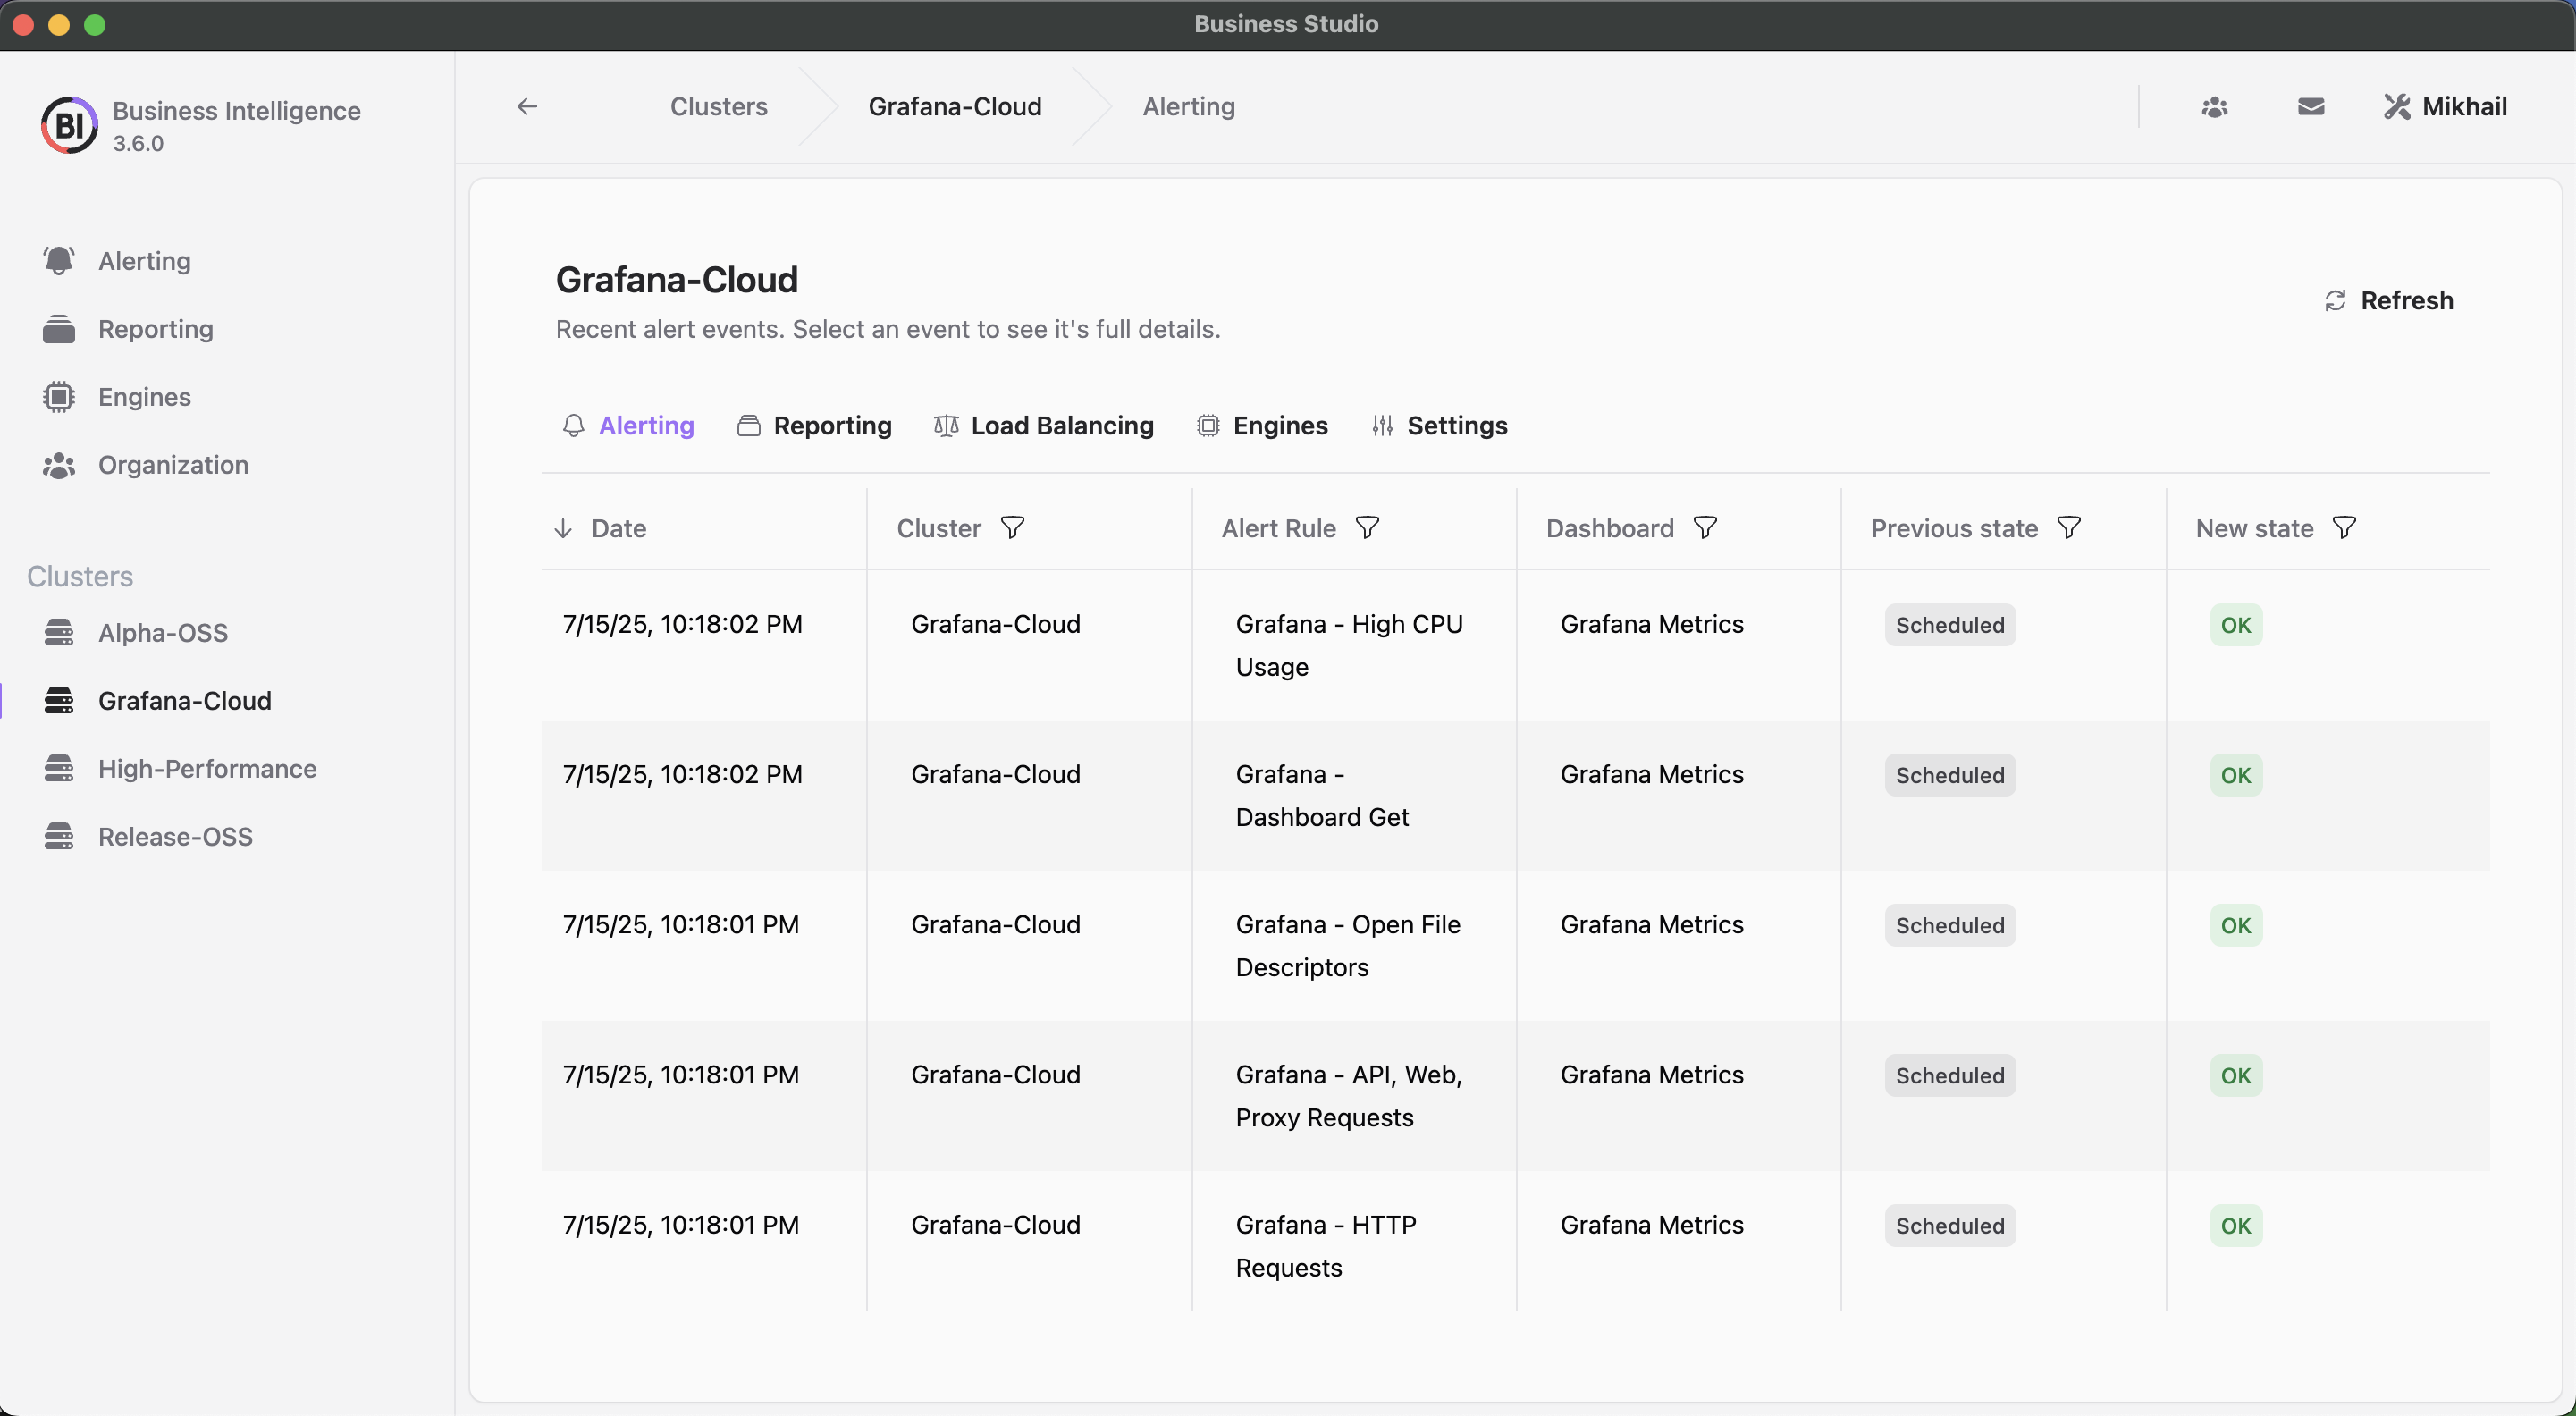 Business Studio
BI
Business Intelligence
3.6.0
Alerting
Reporting
Engines
Organization
Clusters
Alpha-OSS
Grafana-Cloud
High-Performance
Release-OSS
Clusters
Grafana-Cloud
Alerting
Mikhail
Grafana-Cloud
Recent alert events. Select an event to see it's full details.
Refresh
Alerting
Reporting
Load Balancing
Engines
Settings
Date
Cluster
Alert Rule
Dashboard
Previous state
New state
7/15/25, 10:18:02 PM
Grafana-Cloud
Grafana - High CPU
Usage
Grafana Metrics
Scheduled
OK
7/15/25, 10:18:02 PM
Grafana-Cloud
Grafana -
Dashboard Get
Grafana Metrics
Scheduled
OK
7/15/25, 10:18:01 PM
Grafana-Cloud
Grafana - Open File
Descriptors
Grafana Metrics
Scheduled
OK
7/15/25, 10:18:01 PM
Grafana-Cloud
Grafana - API, Web,
Proxy Requests
Grafana Metrics
Scheduled
OK
7/15/25, 10:18:01 PM
Grafana-Cloud
Grafana - HTTP
Requests
Grafana Metrics
Scheduled
OK